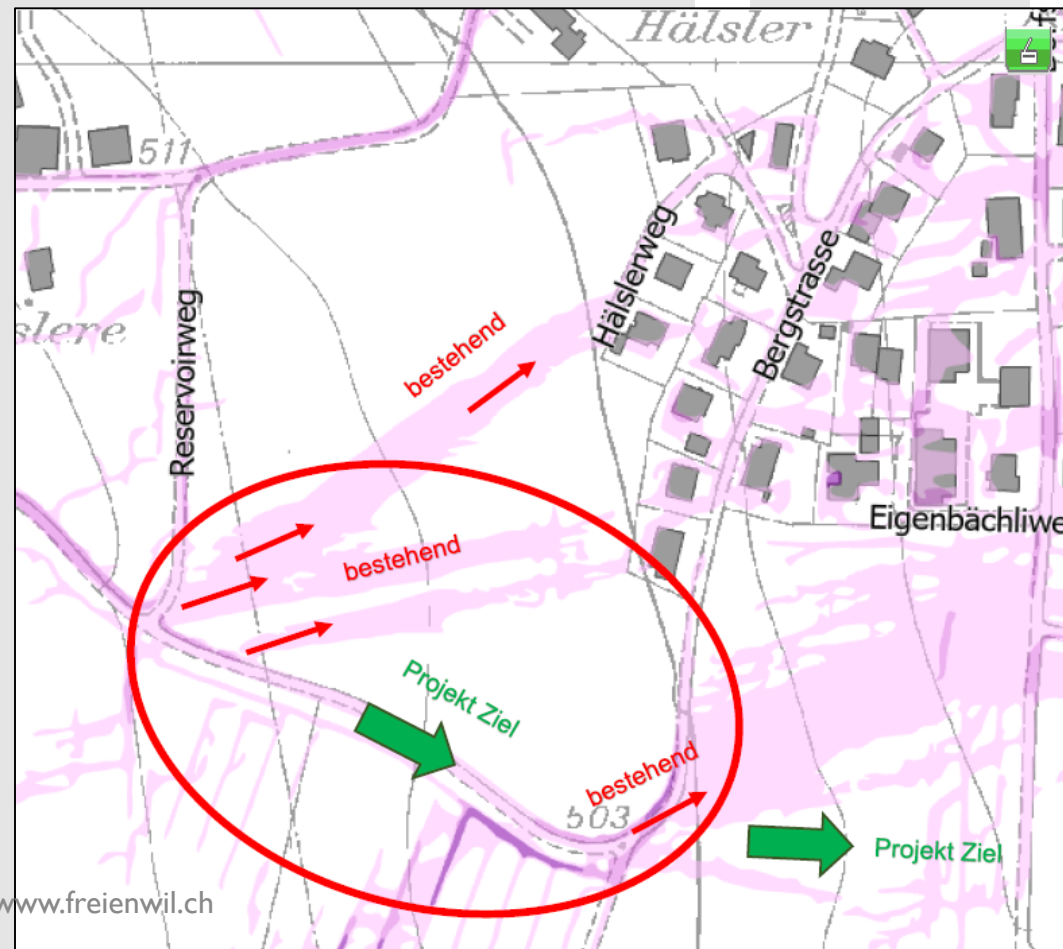 Hälsler
511
slere
Reservoirweg
Hälslerweg
Bergstrasse
bestehend
Eigenbächliwe
bestehend
Projekt Ziel
bestehend
503
Projekt Ziel
www.freienwil.ch